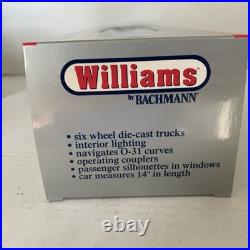 Williams
by BACHMANN
• six wheel die-cast trucks
• interior lighting
• navigates O-31 curves
• operating couplers
• passenger silhouettes in windows
• car measures 14" in length